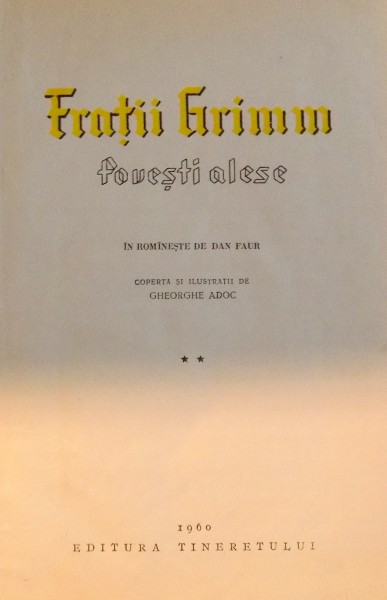 Frații Grimm
Povești alese
ÎN ROMÎNEȘTE DE DAN FAUR
COPERTA ȘI ILUSTRAȚII DE
GHEORGHE ADOC
★ ★
1960
EDITURA TINERETULUI